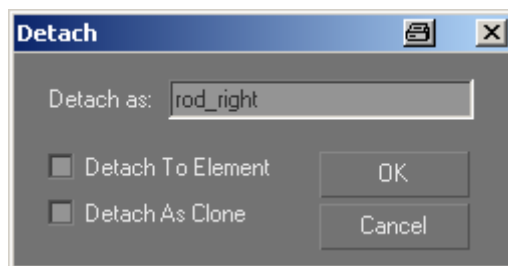 Detach
Detach as: rod_right
Detach To Element
OK
Detach As Clone
Cancel